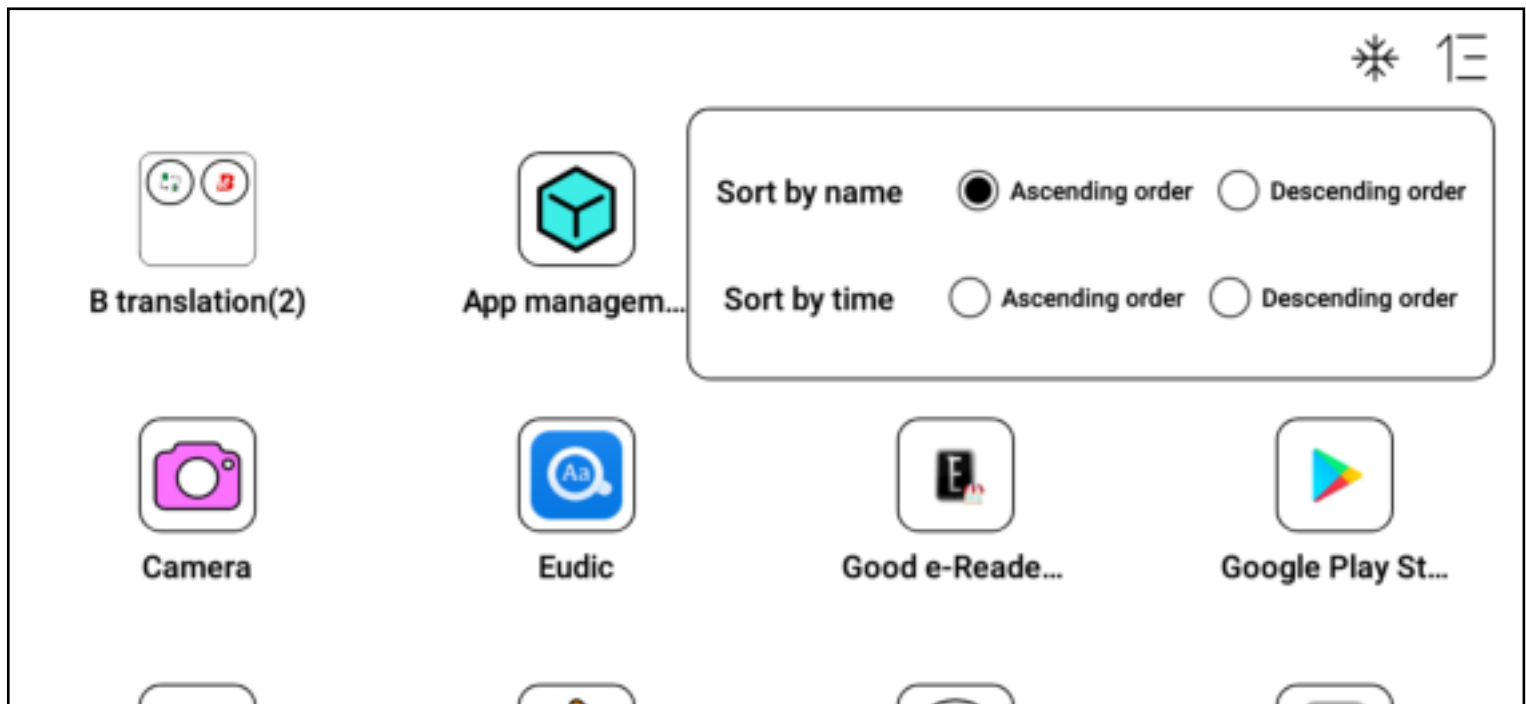 Sort by name Ascending order Descending order
B translation(2) App managem... Sort by time Ascending order Descending order
Aa
E
Camera Eudic Good e-Reade... Google Play St...